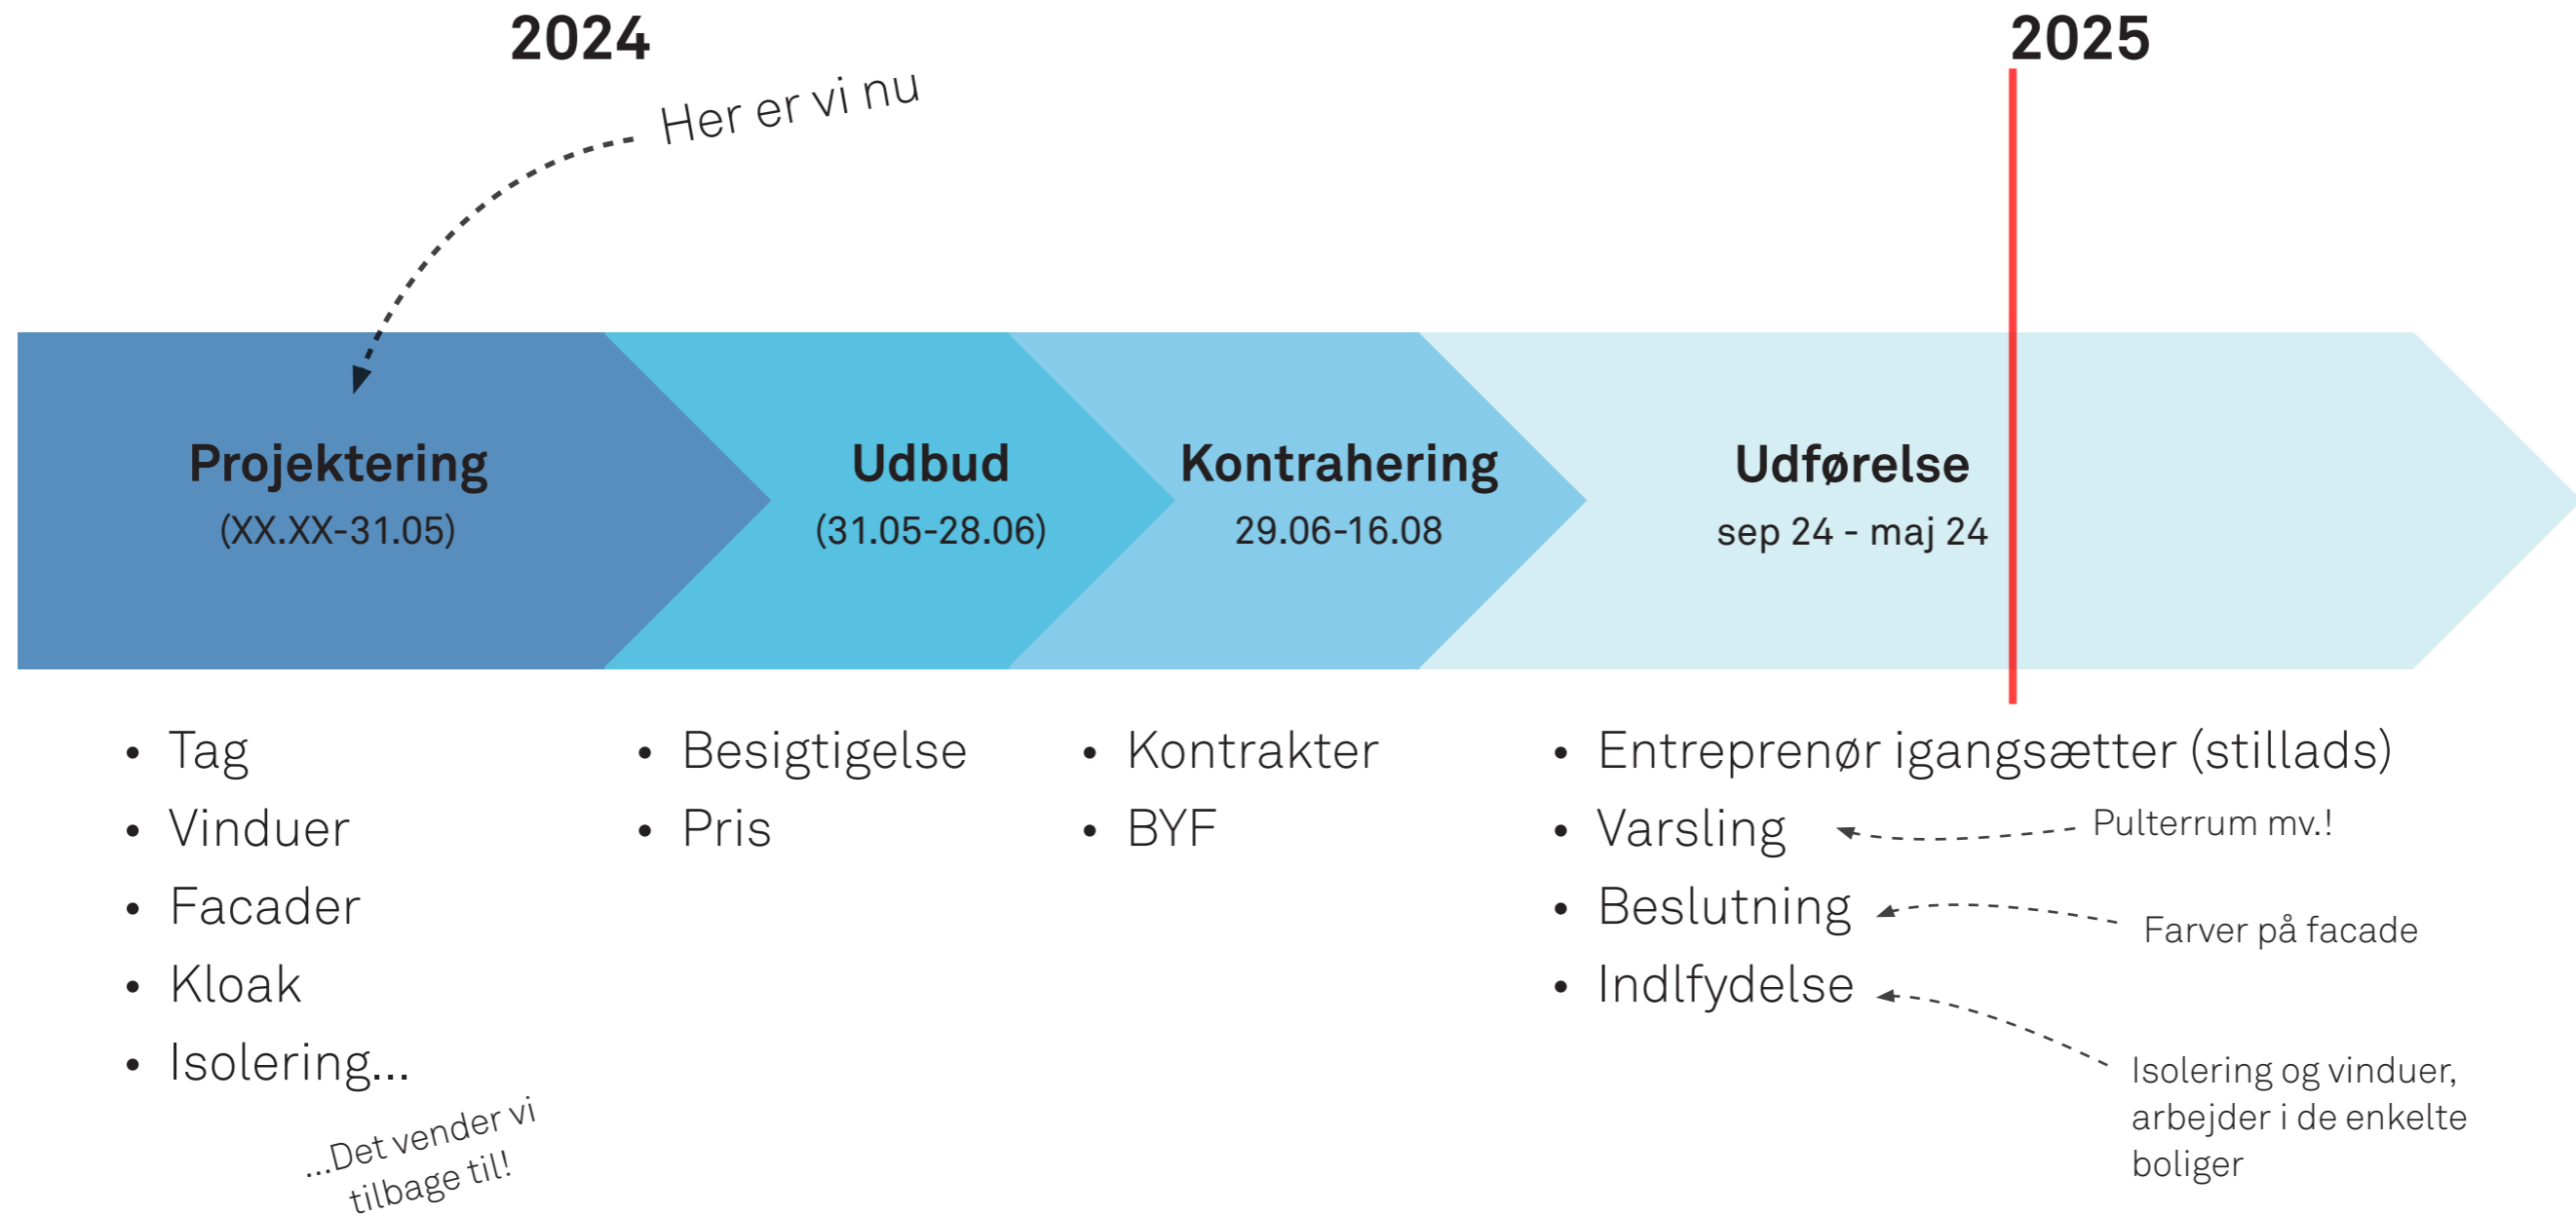 2024
2025
Her er vi nu
Projektering
(XX.XX-31.05)
Udbud
(31.05-28.06)
Kontrahering
29.06-16.08
Udførelse
sep 24 - maj 24
• Tag
• Vinduer
• Facader
• Kloak
• Isolering...
...Det vender vi
tilbage til!
• Besigtigelse
• Pris
• Kontrakter
• BYF
• Entreprenør igangsætter (stillads)
• Varsling
Pulterrum mv.!
• Beslutning
Farver på facade
• Indlfydelse
Isolering og vinduer,
arbejder i de enkelte
boliger